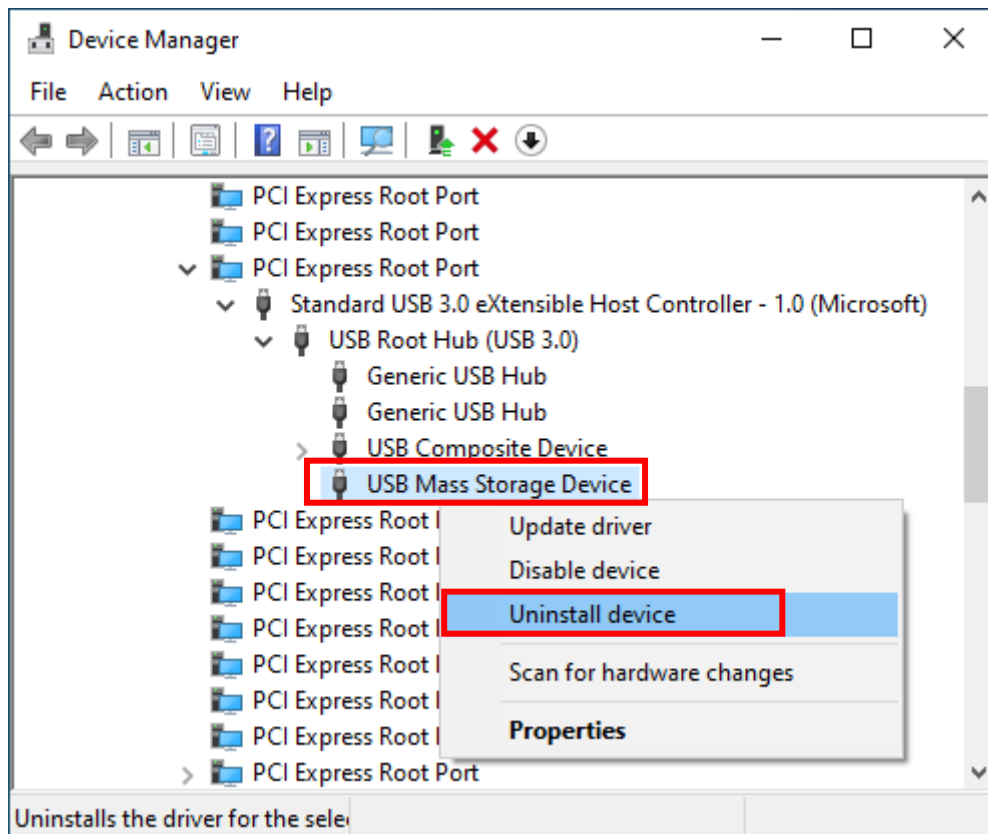 Device Manager
File Action View Help
PCI Express Root Port
PCI Express Root Port
PCI Express Root Port
Standard USB 3.0 eXtensible Host Controller - 1.0 (Microsoft)
USB Root Hub (USB 3.0)
Generic USB Hub
Generic USB Hub
USB Composite Device
USB Mass Storage Device
PCI Express Root
Update driver
PCI Express Root
Disable device
PCI Express Root
Uninstall device
PCI Express Root
PCI Express Root
Scan for hardware changes
PCI Express Root
PCI Express Root
Properties
PCI Express Root Port
Uninstalls the driver for the sele